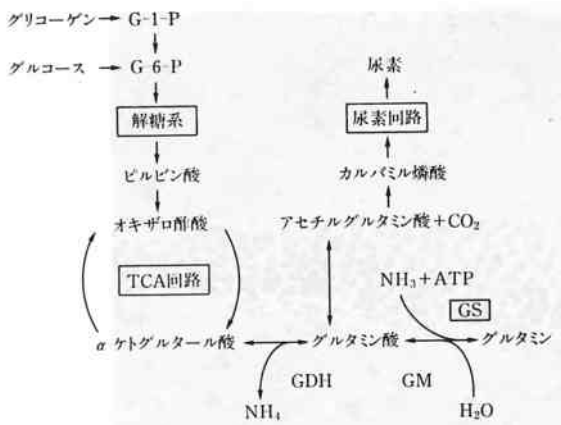 グリコーゲン G-1-P
グルコース G-6-P
解糖系
ピルビン酸
オキザロ酢酸
TCA回路
αケトグルタール酸
尿素
尿素回路
カルバミル燐酸
アセチルグルタミン酸+CO₂
NH₃+ATP
GS
グルタミン酸
グルタミン
GDH
GM
NH₄
H₂O